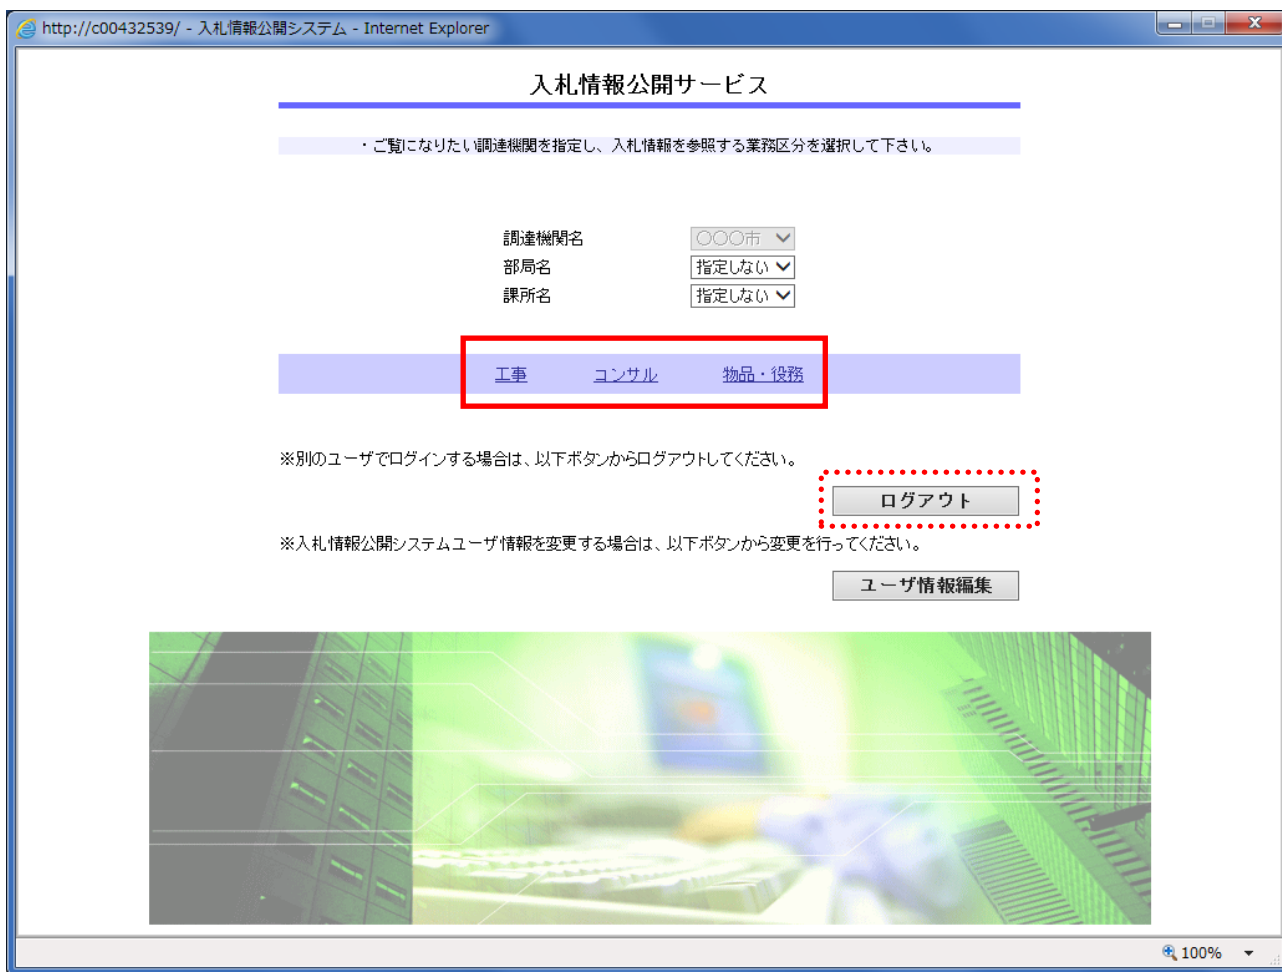 http://c00432539/ - 入札情報公開システム - Internet Explorer
入札情報公開サービス
・ご覧になりたい調達機関を指定し、入札情報を参照する業務区分を選択して下さい。
調達機関名 〇〇〇市
部局名 指定しない
課所名 指定しない
工事 コンサル 物品・役務
※別のユーザでログインする場合は、以下ボタンからログアウトしてください。
ログアウト
※入札情報公開システムユーザ情報を変更する場合は、以下ボタンから変更を行ってください。
ユーザ情報編集
100%